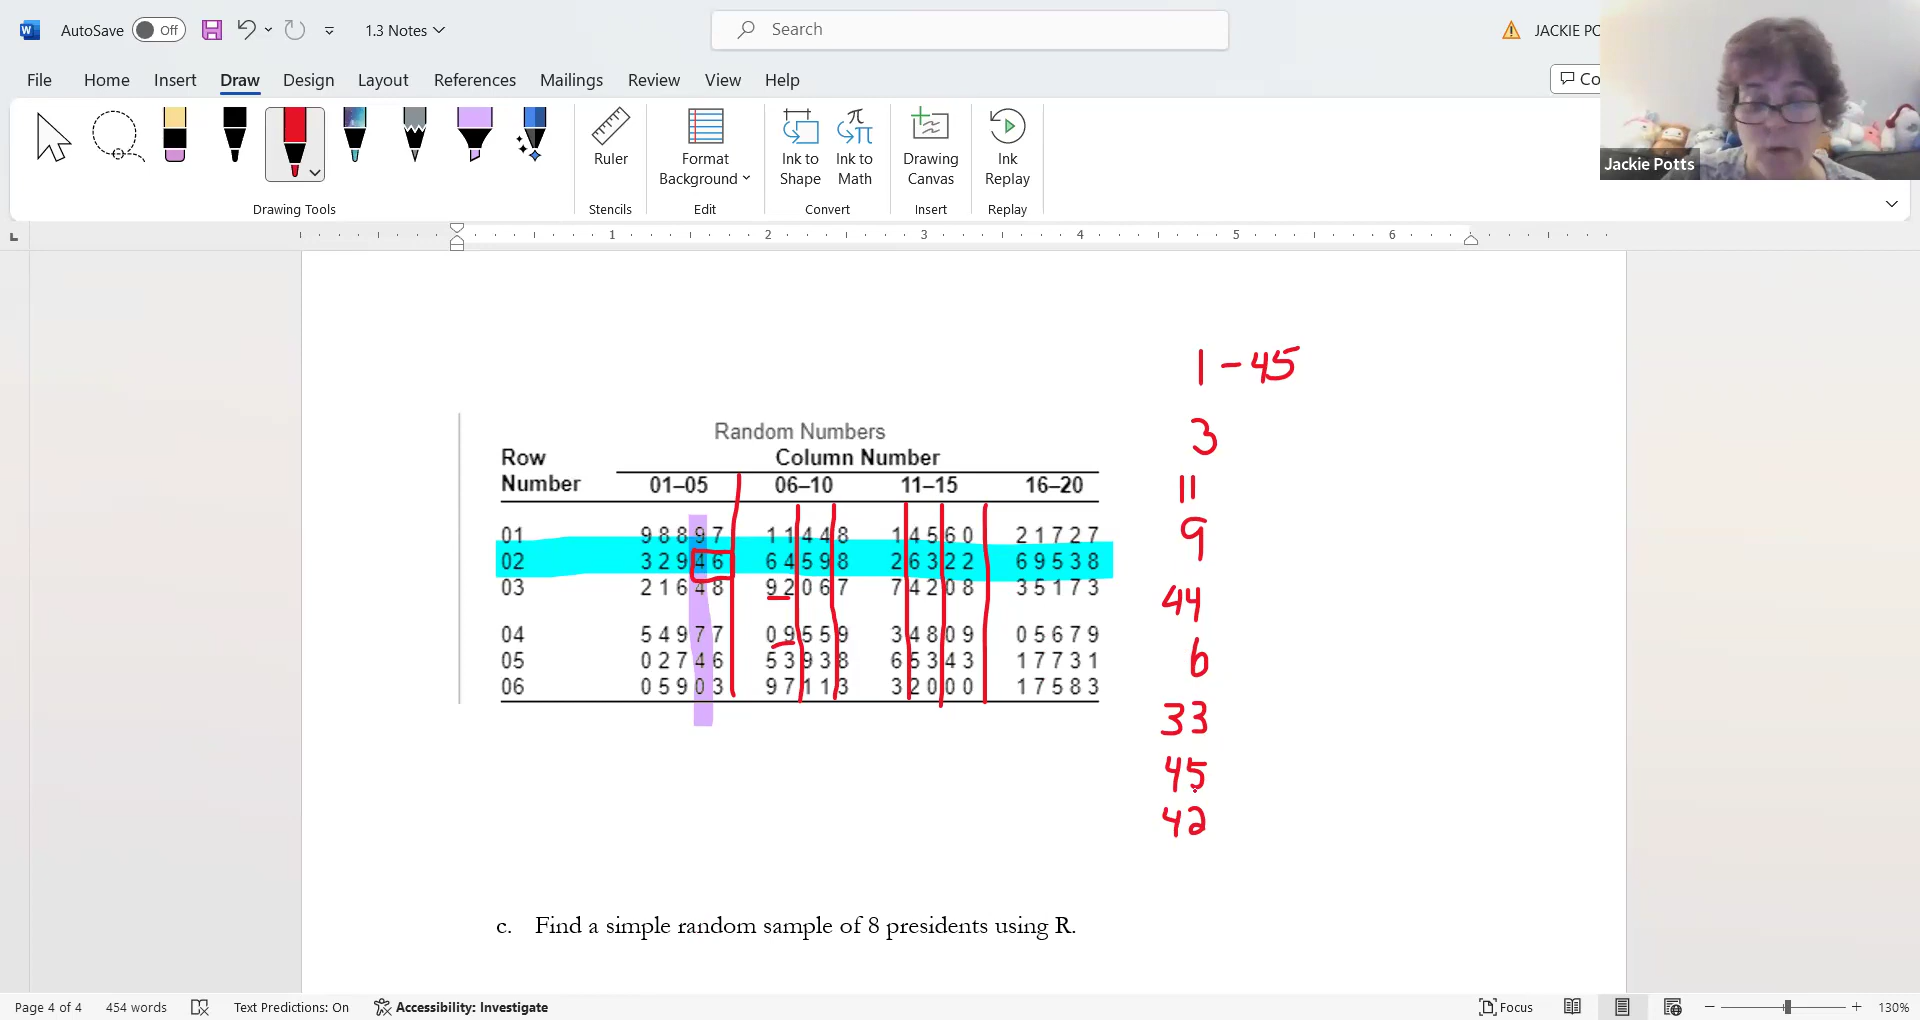 AutoSave Off 1.3 Notes Search JACKIE PO
File Home Insert Draw Design Layout References Mailings Review View Help Co
Ruler Format Background Ink to Shape Ink to Math Drawing Canvas Ink Replay
Drawing Tools Stencils Edit Convert Insert Replay
Jackie Potts
1 2 3 4 5 6
1 - 45
Random Numbers
Row Number Column Number
01–05 06–10 11–15 16–20
01 9 8 8 9 7 1 1 4 4 8 1 4 5 6 0 2 1 7 2 7
02 3 2 9 4 6 6 4 5 9 8 2 6 3 2 2 6 9 5 3 8
03 2 1 6 4 8 9 2 0 6 7 7 4 2 0 8 3 5 1 7 3
04 5 4 9 7 7 0 9 5 5 9 3 4 8 0 9 0 5 6 7 9
05 0 2 7 4 6 5 3 9 3 8 6 5 3 4 3 1 7 7 3 1
06 0 5 9 0 3 9 7 1 1 3 3 2 0 0 0 1 7 5 8 3
3
11
9
44
6
33
45
42
c. Find a simple random sample of 8 presidents using R.
Page 4 of 4 454 words Text Predictions: On Accessibility: Investigate Focus 130%